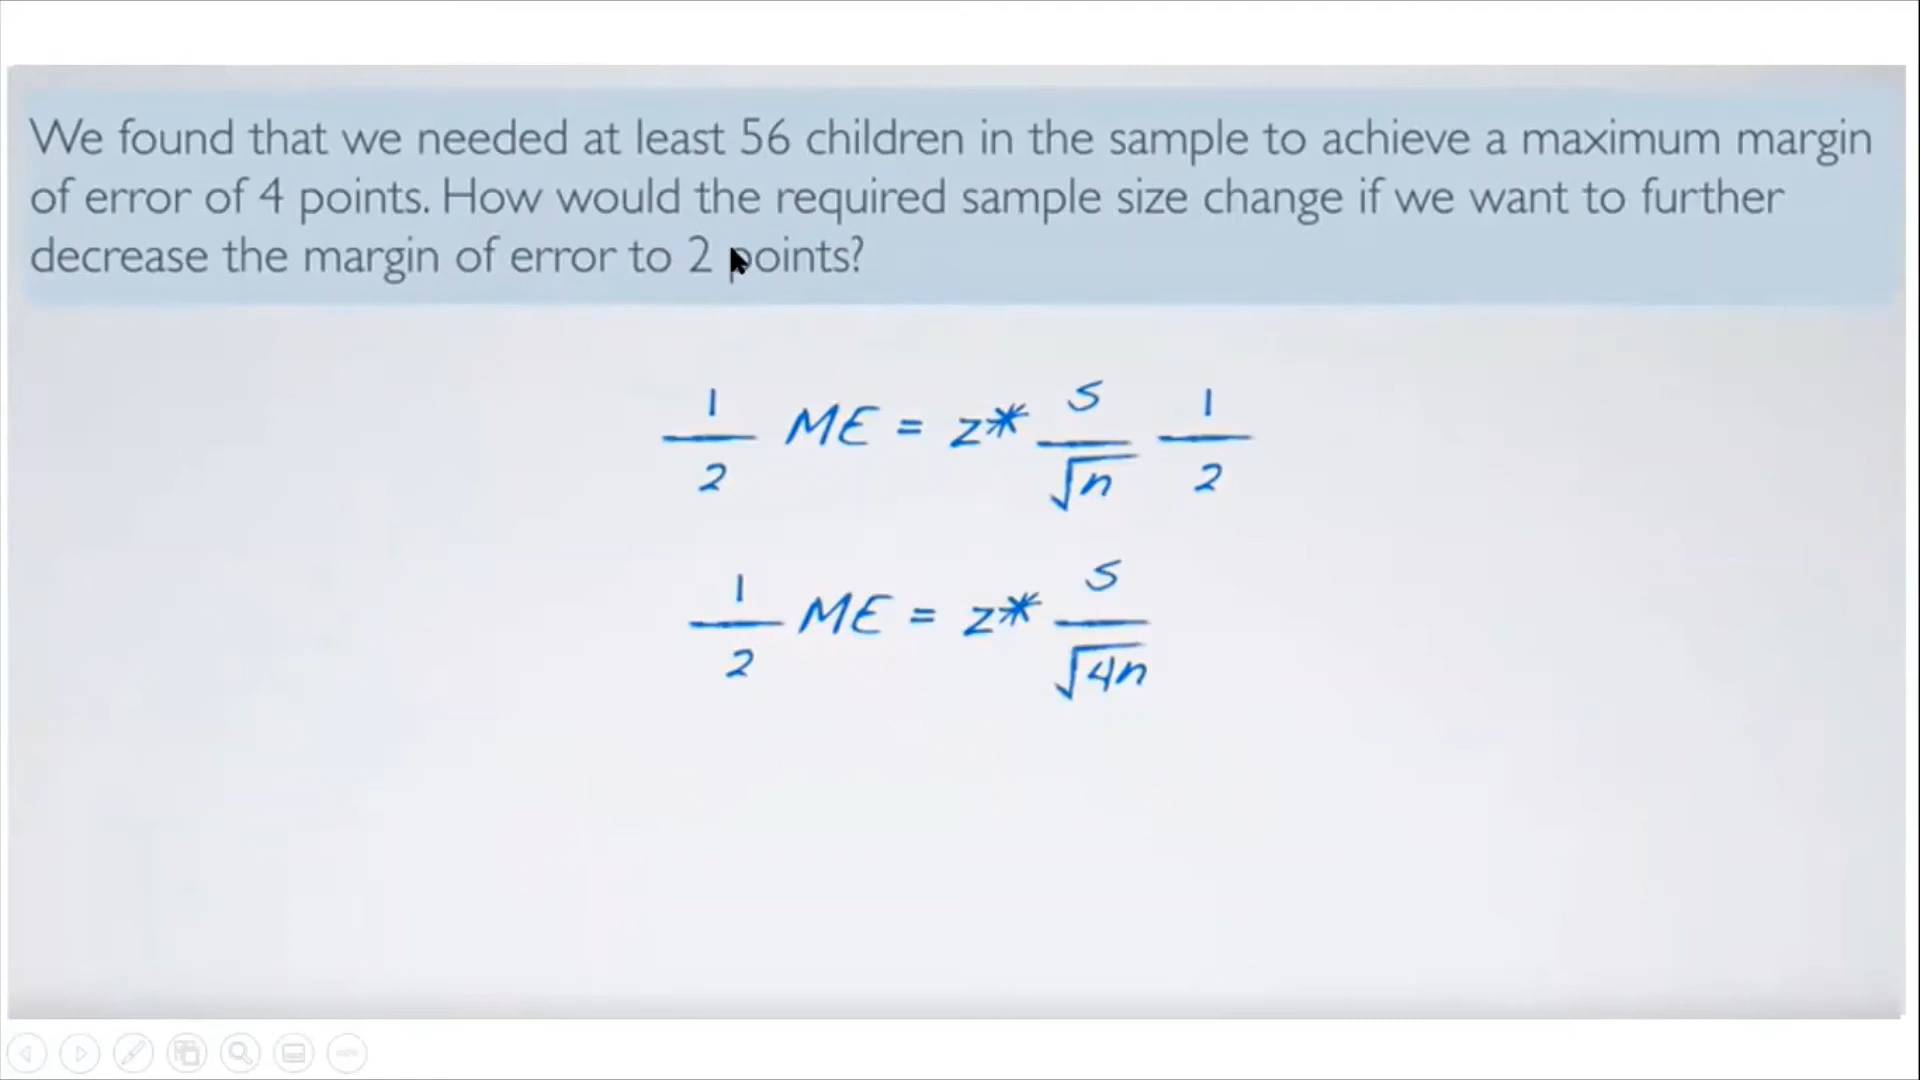 We found that we needed at least 56 children in the sample to achieve a maximum margin
of error of 4 points. How would the required sample size change if we want to further
decrease the margin of error to 2 points?
1/2 ME = z* s/√n 1/2
1/2 ME = z* s/√4n